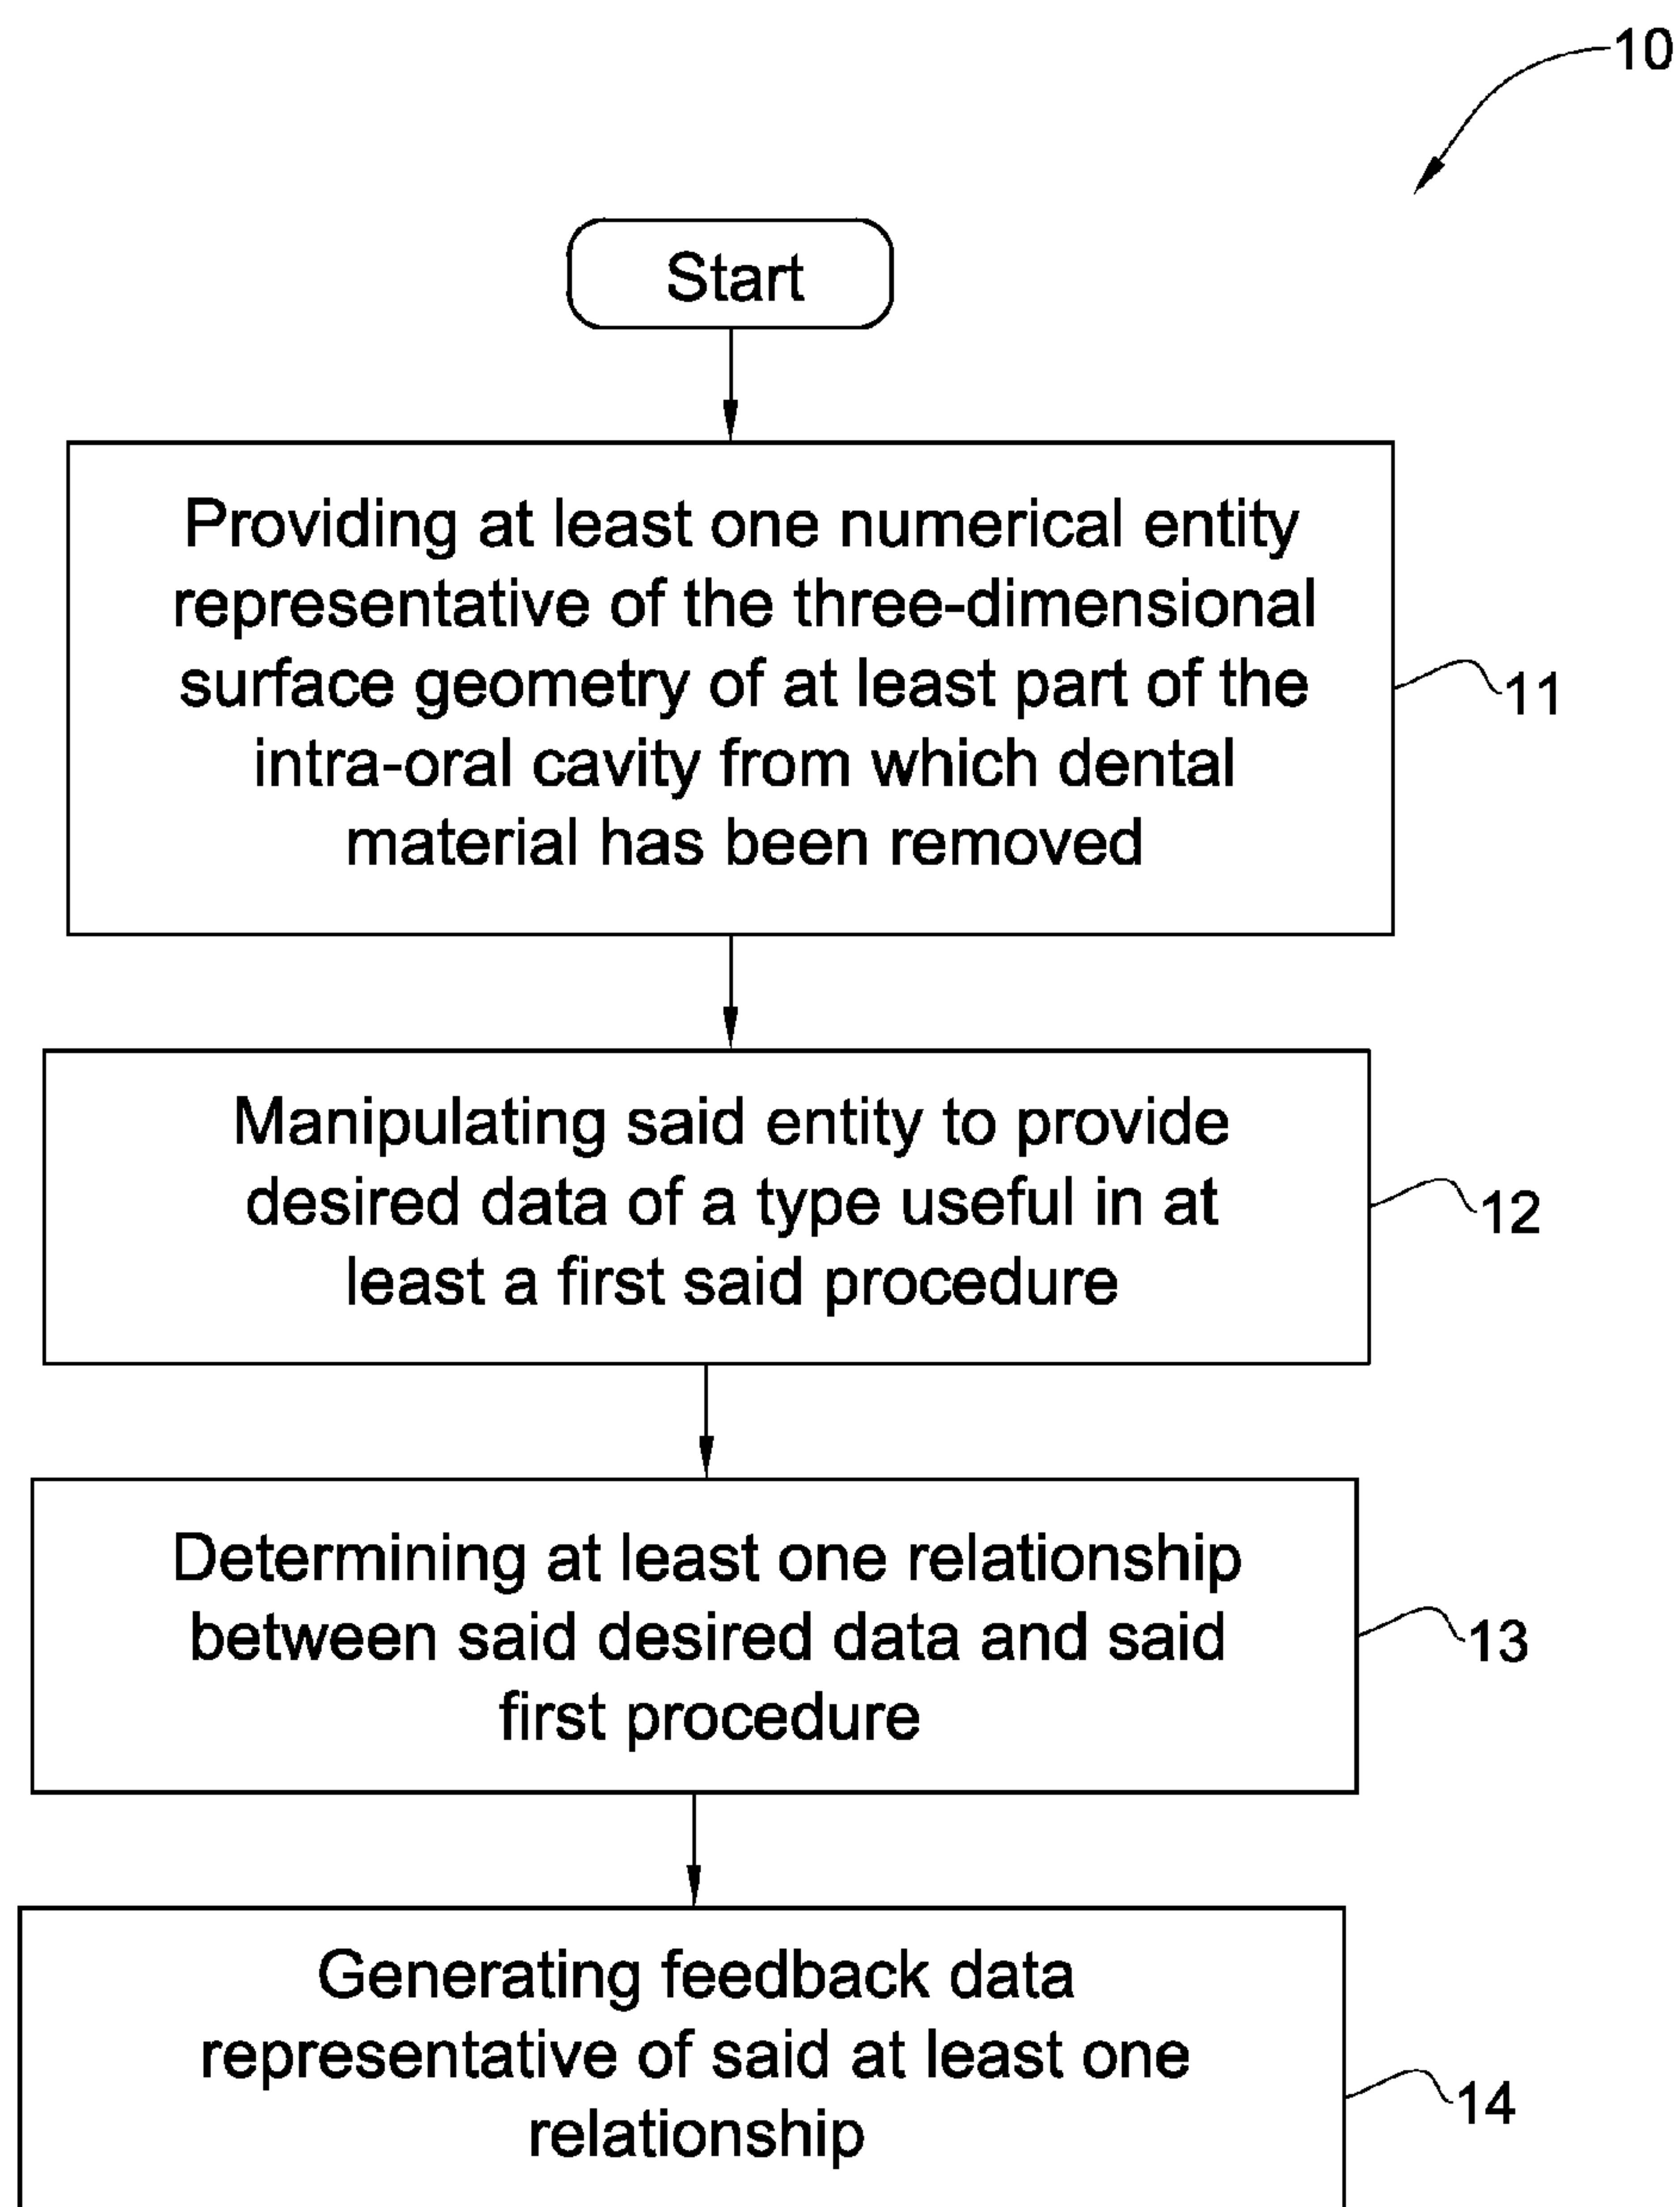 10
Start
Providing at least one numerical entity
representative of the three-dimensional
surface geometry of at least part of the
intra-oral cavity from which dental
material has been removed
11
Manipulating said entity to provide
desired data of a type useful in at
least a first said procedure
12
Determining at least one relationship
between said desired data and said
first procedure
13
Generating feedback data
representative of said at least one
relationship
14